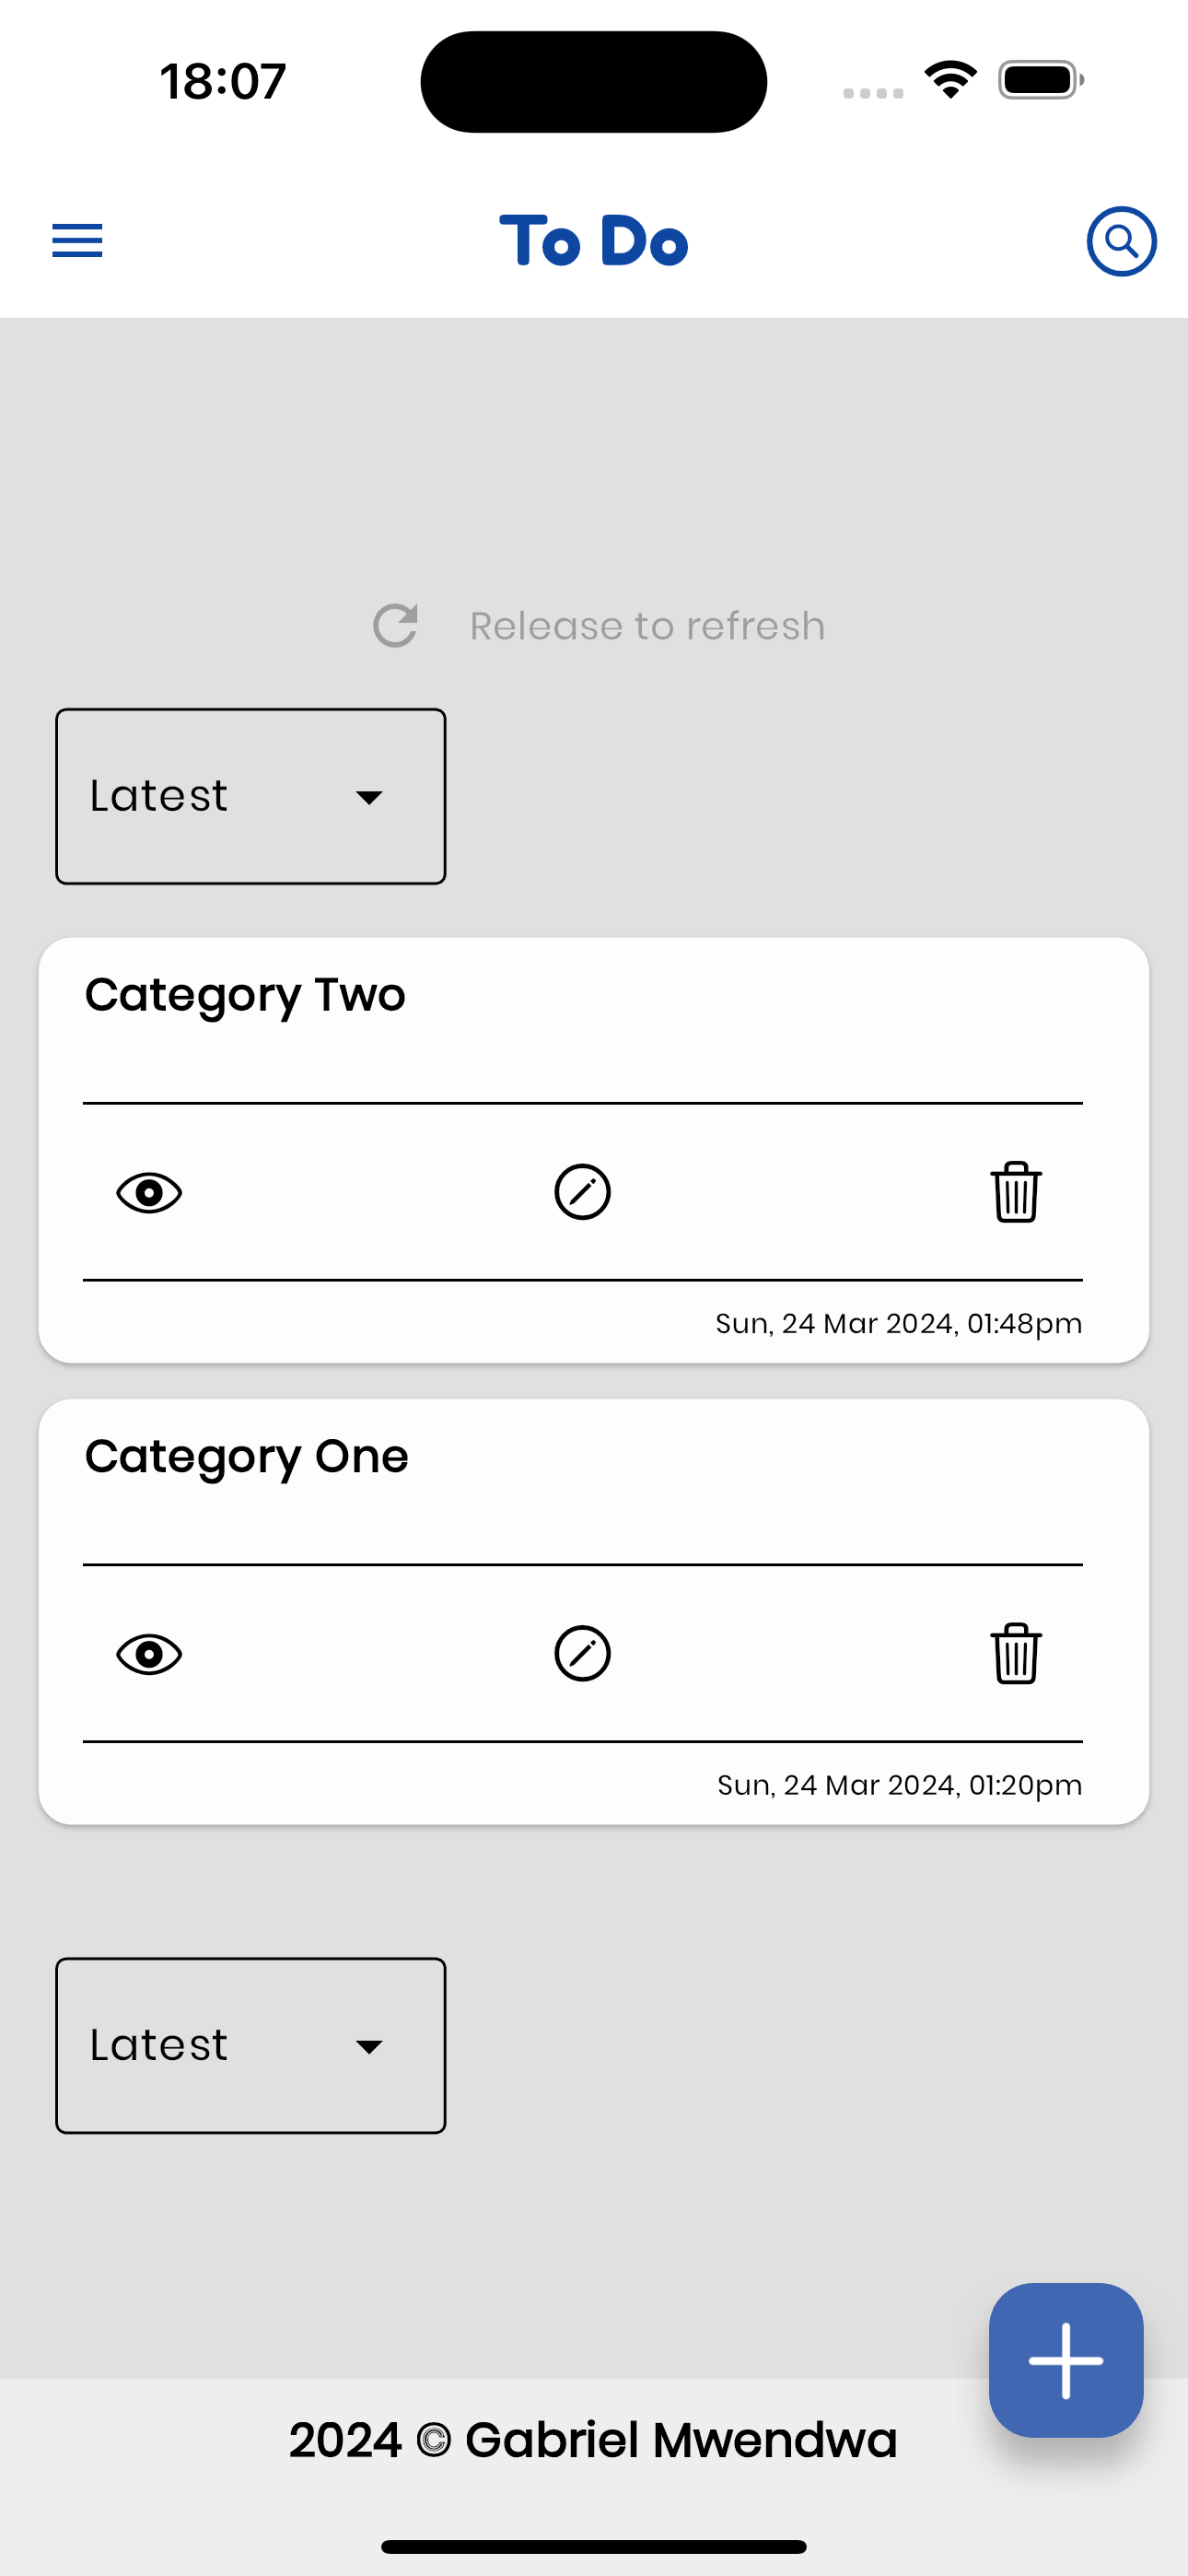 18:07
To Do
Release to refresh
Latest
Category Two
Sun, 24 Mar 2024, 01:48pm
Category One
Sun, 24 Mar 2024, 01:20pm
Latest
2024 © Gabriel Mwendwa